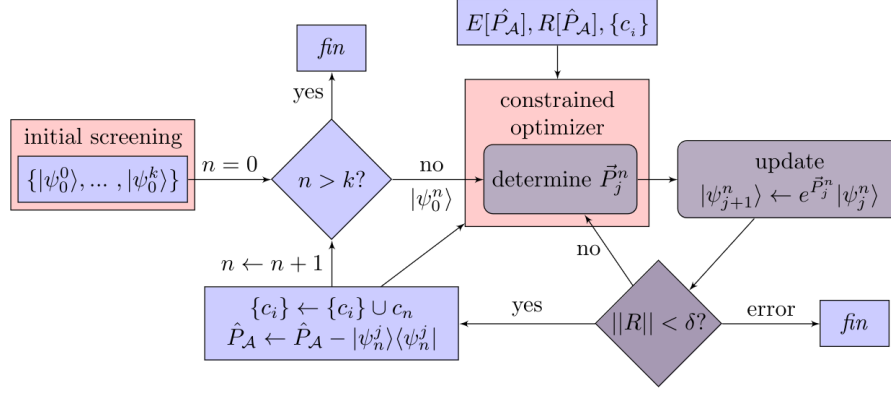 E[P̂_𝒜], R[P̂_𝒜], {c_i}
fin
yes
constrained
optimizer
initial screening
{|ψ_0^0⟩, ... , |ψ_0^k⟩}
n = 0
n > k?
no
|ψ_0^n⟩
determine P⃗_j^n
update
|ψ_{j+1}^n⟩ ← e^{P⃗_j^n}|ψ_j^n⟩
n ← n + 1
no
{c_i} ← {c_i} ∪ c_n
P̂_𝒜 ← P̂_𝒜 − |ψ_n^j⟩⟨ψ_n^j|
yes
||R|| < δ?
error
fin